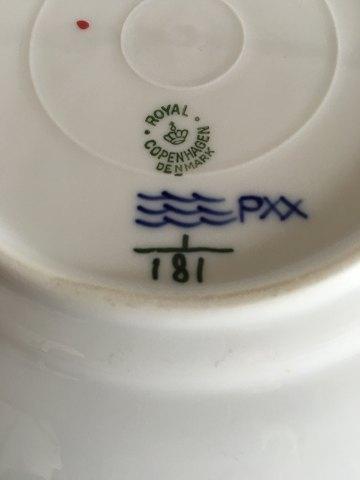 ROYAL
COPENHAGEN
DENMARK
PXX
1
181